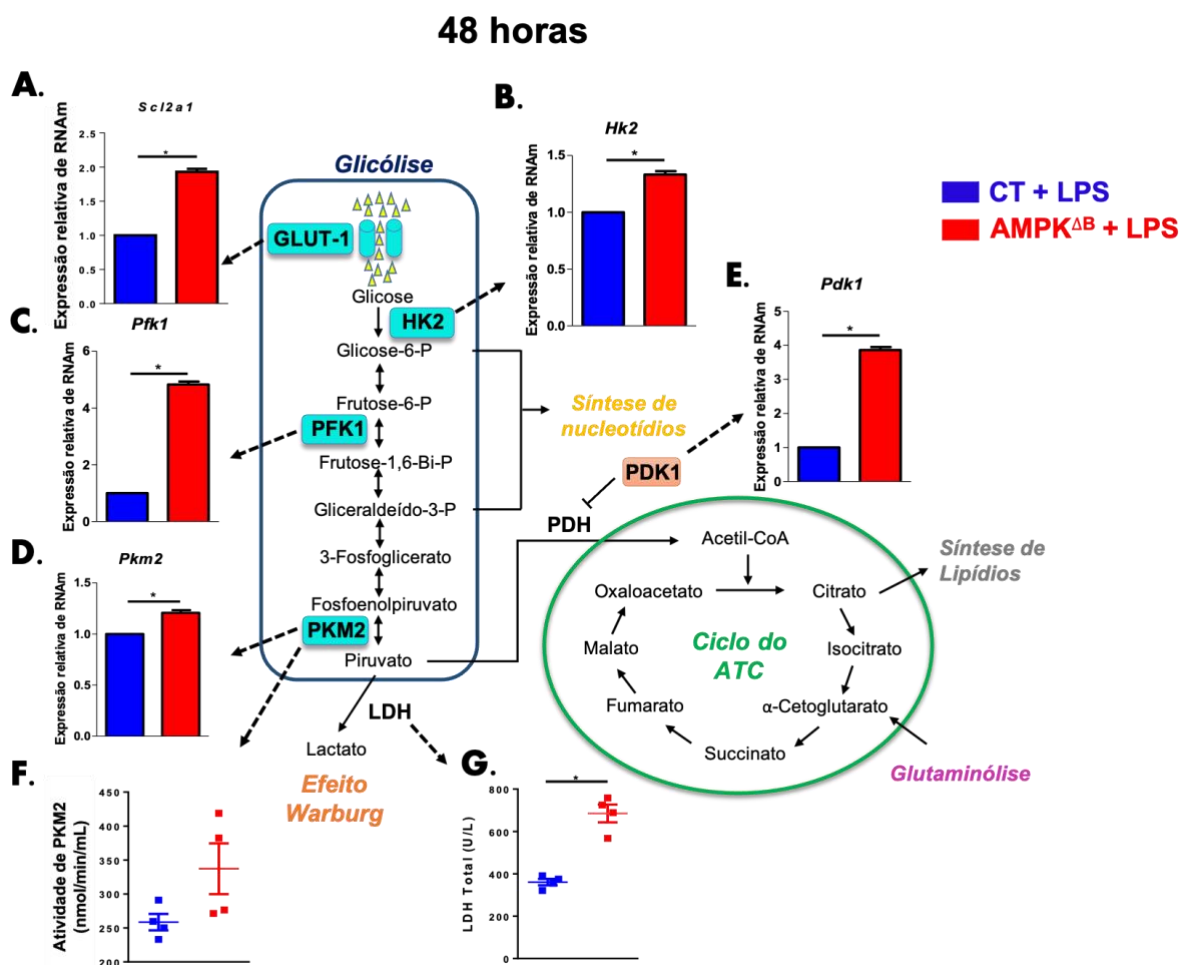 48 horas
A.
Scl2a1
Expressão relativa de RNAm
2.5
2.0
1.5
1.0
0.5
0.0
*
B.
Hk2
Expressão relativa de RNAm
1.5
1.0
0.5
0.0
*
CT + LPS
AMPKΔB + LPS
Glicólise
GLUT-1
Glicose
HK2
Glicose-6-P
Frutose-6-P
PFK1
Frutose-1,6-Bi-P
Gliceraldeído-3-P
3-Fosfoglicerato
Fosfoenolpiruvato
PKM2
Piruvato
LDH
Lactato
Efeito
Warburg
C.
Pfk1
Expressão relativa de RNAm
6
4
2
0
*
D.
Pkm2
Expressão relativa de RNAm
1.5
1.0
0.5
0.0
*
E.
Pdk1
Expressão relativa de RNAm
5
4
3
2
1
0
*
Síntese de
nucleotídios
PDK1
PDH
Acetil-CoA
Oxaloacetato
Citrato
Síntese de
Lipídios
Malato
Ciclo do
ATC
Isocitrato
Fumarato
α-Cetoglutarato
Succinato
Glutaminólise
F.
Atividade de PKM2
(nmol/min/mL)
450
400
350
300
250
200
G.
LDH Total (U/L)
800
600
400
200
0
*